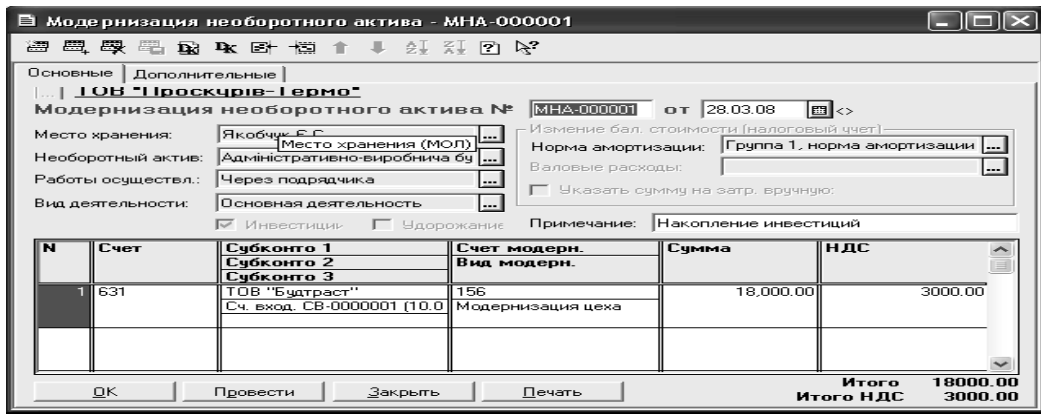 Модернизация необоротного актива - МНА-000001
Основные Дополнительные
... ТОВ "Проскурів-Термо"
Модернизация необоротного актива № МНА-000001 от 28.03.08 <>
Место хранения: Якобчук Є.С. ...
Место хранения (МОЛ)
Необоротный актив: Адміністративно-виробнича бу ...
Работы осуществл.: Через подрядчика ...
Вид деятельности: Основная деятельность ...
Инвестиции Удорожание
Измение бал. стоимости (налоговый учет)
Норма амортизации: Группа 1, норма амортизации ...
Валовые расходы: ...
Указать сумму на затр. вручную:
Примечание: Накопление инвестиций
N Счет Субконто 1 Счет модерн. Сумма НДС
Субконто 2 Вид модерн.
Субконто 3
1 631 ТОВ "Будтраст" 156 18,000.00 3000.00
Сч. вход. СВ-0000001 (10.0 Модернизация цеха
OK Провести Закрыть Печать
Итого 18000.00
Итого НДС 3000.00